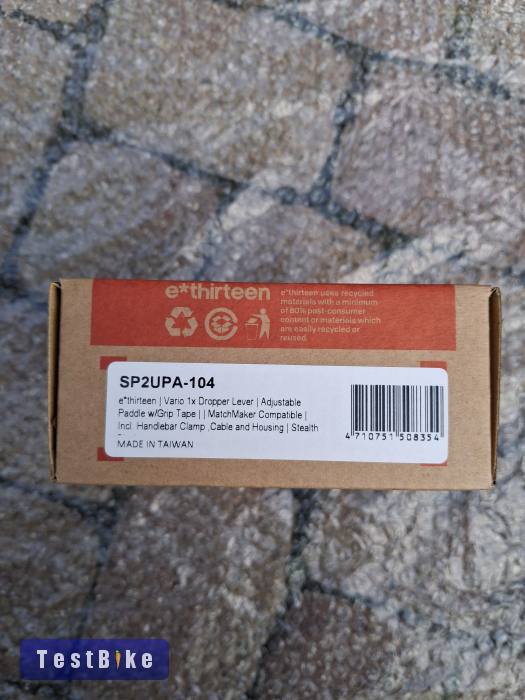 e*thirteen
e*thirteen uses recycled
materials with a minimum
of 80% post-consumer
content or materials which
are easily recycled or
reused.
SP2UPA-104
e*thirteen | Vario 1x Dropper Lever | Adjustable
Paddle w/Grip Tape | | MatchMaker Compatible |
Incl: Handlebar Clamp ,Cable and Housing | Stealth
MADE IN TAIWAN
4 710751 508354
TestBike